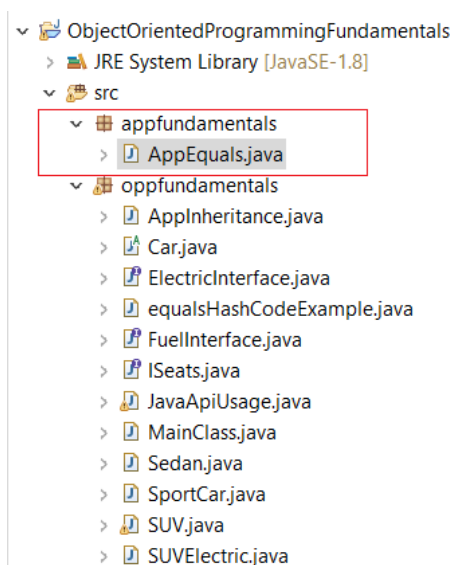 ObjectOrientedProgrammingFundamentals
JRE System Library [JavaSE-1.8]
src
appfundamentals
AppEquals.java
oppfundamentals
AppInheritance.java
Car.java
ElectricInterface.java
equalsHashCodeExample.java
FuelInterface.java
ISeats.java
JavaApiUsage.java
MainClass.java
Sedan.java
SportCar.java
SUV.java
SUVElectric.java